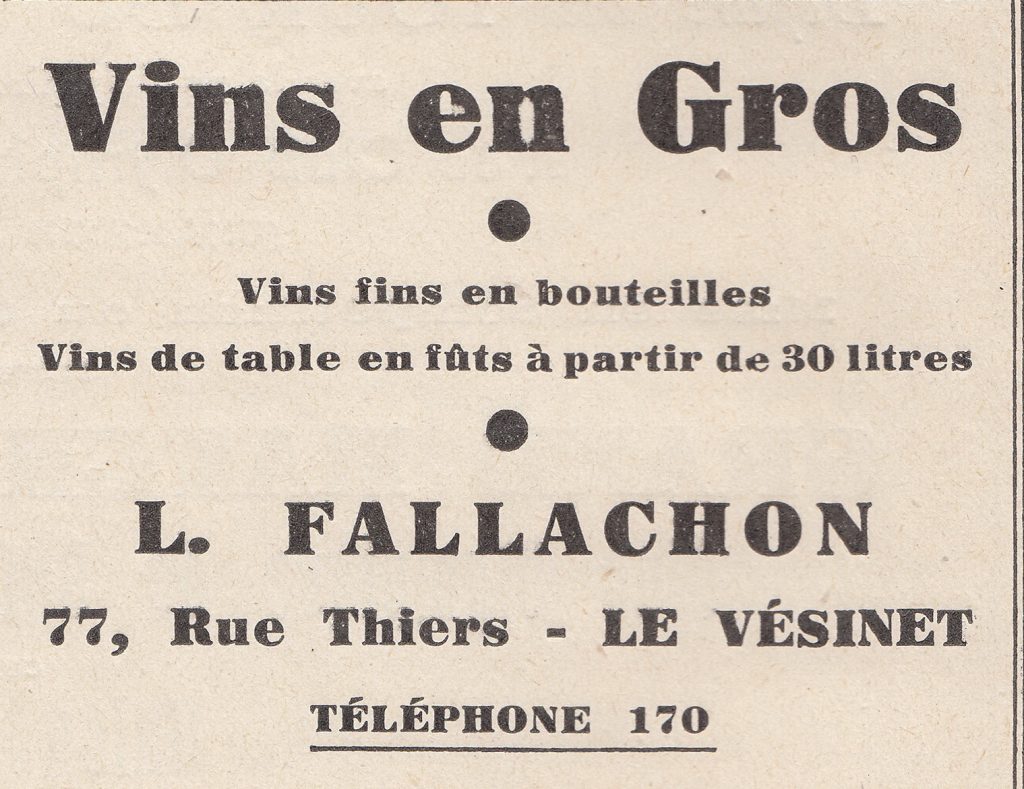 Vins en Gros
Vins fins en bouteilles
Vins de table en fûts à partir de 30 litres
L. FALLACHON
77, Rue Thiers - LE VÉSINET
TÉLÉPHONE 170